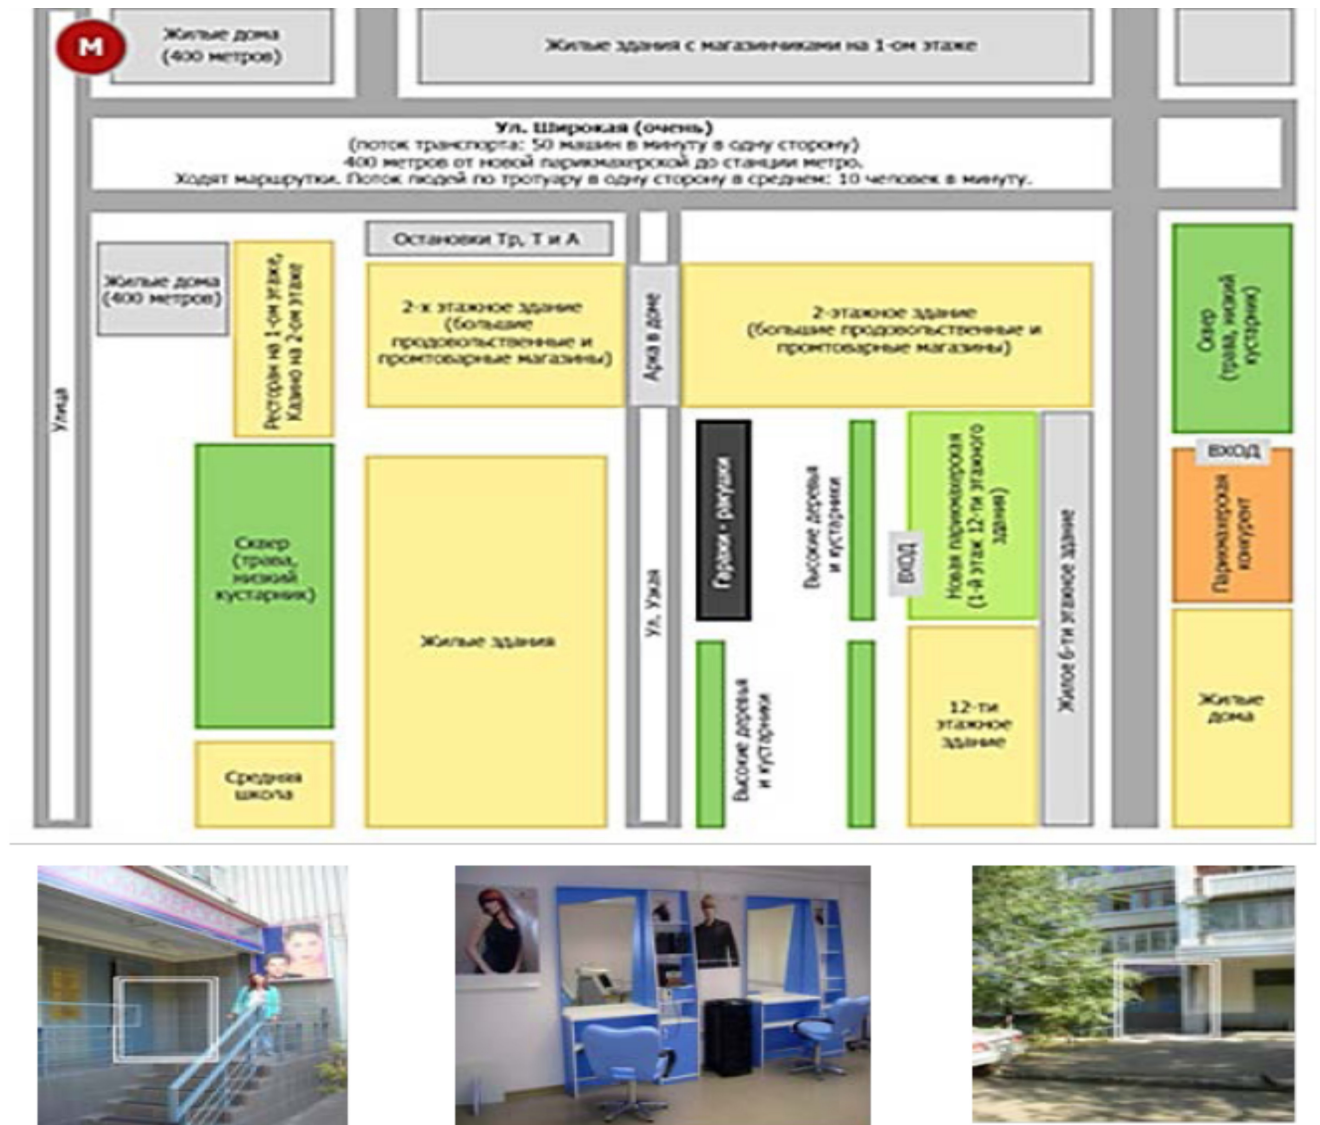 М
Жилые дома
(400 метров)
Жилые здания с магазинчиками на 1-ом этаже
Ул. Широкая (очень)
(поток транспорта: 50 машин в минуту в одну сторону)
400 метров от новой парикмахерской до станции метро.
Ходят маршрутки. Поток людей по тротуару в одну сторону в среднем: 10 человек в минуту.
Остановки Тр, Т и А
Жилые дома
(400 метров)
Ресторан на 1-ом этаже,
Казино на 2-ом этаже
2-х этажное здание
(большие
продовольственные и
промтоварные магазины)
Арка в доме
2-этажное здание
(большие продовольственные и
промтоварные магазины)
Сквер
(трава, низкий
кустарник)
Улица
Сквер
(трава,
низкий
кустарник)
Жилые здания
Ул. Узкая
Гаражи - ракушки
Высокие деревья
и кустарники
ВХОД
Новая парикмахерская
(1-й этаж 12-ти этажного
здания)
Жилое 6-ти этажное здание
ВХОД
Парикмахерская
конкурент
Высокие деревья
и кустарники
12-ти
этажное
здание
Жилые
дома
Средняя
школа